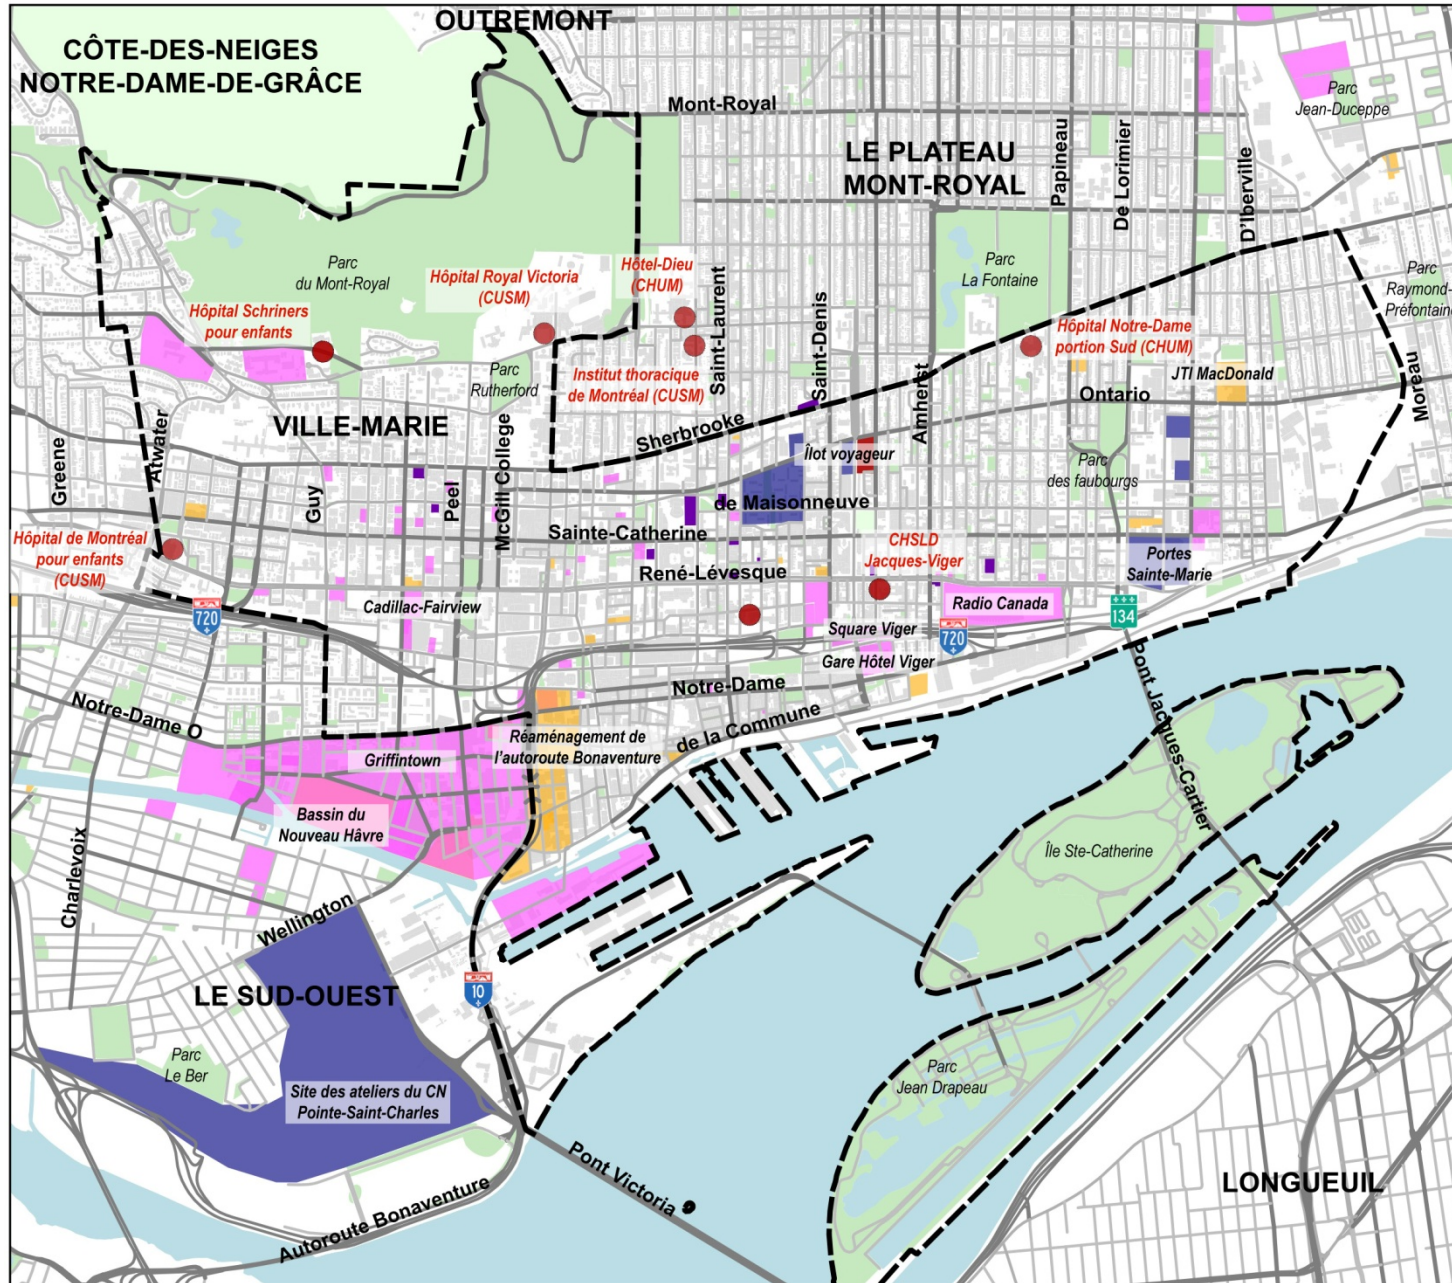 OUTREMONT
CÔTE-DES-NEIGES
NOTRE-DAME-DE-GRÂCE
Mont-Royal
Parc
Jean-Duceppe
LE PLATEAU
MONT-ROYAL
Papineau
De Lorimier
D'Iberville
Parc
du Mont-Royal
Hôpital Royal Victoria
(CUSM)
Hôtel-Dieu
(CHUM)
Parc
La Fontaine
Parc
Raymond-
Préfontaine
Hôpital Schriners
pour enfants
Saint-Laurent
Saint-Denis
Hôpital Notre-Dame
portion Sud (CHUM)
Parc
Rutherford
Institut thoracique
de Montréal (CUSM)
Amherst
JTI MacDonald
Ontario
Moreau
VILLE-MARIE
Sherbrooke
Îlot voyageur
Greene
Atwater
Guy
Peel
McGill College
Parc
des faubourgs
de Maisonneuve
Sainte-Catherine
Hôpital de Montréal
pour enfants
(CUSM)
CHSLD
Jacques-Viger
René-Lévesque
Portes
Sainte-Marie
Cadillac-Fairview
Radio Canada
720
134
Square Viger
720
Gare Hôtel Viger
Notre-Dame
Notre-Dame O
de la Commune
Pont Jacques-Cartier
Réaménagement de
l'autoroute Bonaventure
Griffintown
Bassin du
Nouveau Hâvre
Charlevoix
Île Ste-Catherine
Wellington
LE SUD-OUEST
10
Parc
Le Ber
Site des ateliers du CN
Pointe-Saint-Charles
Parc
Jean Drapeau
Pont Victoria
LONGUEUIL
Autoroute Bonaventure